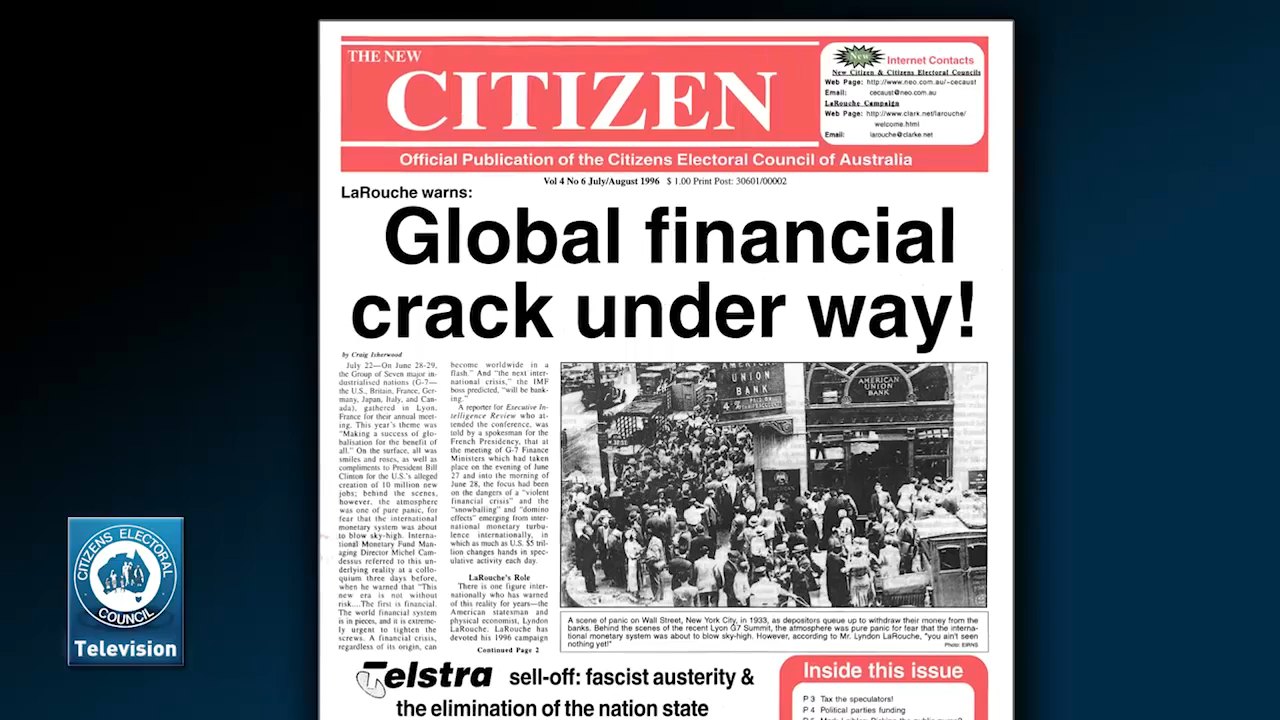 THE NEW
CITIZEN
New
Internet Contacts
New Citizen & Citizens Electoral Councils
Web Page: http://www.neo.com.au/~cecaust
Email: cecaust@neo.com.au
LaRouche Campaign
Web Page: http://www.clark.net/larouche/
welcome.html
Email: larouche@clarke.net
Official Publication of the Citizens Electoral Council of Australia
Vol 4 No 6 July/August 1996 $ 1.00 Print Post: 30601/00002
LaRouche warns:
Global financial
crack under way!
by Craig Isherwood
July 22—On June 28-29,
the Group of Seven major in-
dustrialised nations (G-7—
the U.S., Britain, France, Ger-
many, Japan, Italy, and Can-
ada), gathered in Lyon,
France for their annual meet-
ing. This year's theme was
"Making a success of glo-
balisation for the benefit of
all." On the surface, all was
smiles and roses, as well as
compliments to President Bill
Clinton for the U.S.'s alleged
creation of 10 million new
jobs; behind the scenes,
however, the atmosphere
was one of pure panic, for
fear that the international
monetary system was about
to blow sky-high. Interna-
tional Monetary Fund Man-
aging Director Michel Cam-
dessus referred to this un-
derlying reality at a collo-
quium three days before,
when he warned that "This
new era is not without
risk....The first is financial.
The world financial system
is in pieces, and it is extreme-
ly urgent to tighten the
screws. A financial crisis,
regardless of its origin, can
become worldwide in a
flash." And "the next inter-
national crisis," the IMF
boss predicted, "will be bank-
ing."
A reporter for Executive In-
telligence Review who at-
tended the conference, was
told by a spokesman for the
French Presidency, that at
the meeting of G-7 Finance
Ministers which had taken
place on the evening of June
27 and into the morning of
June 28, the focus had been
on the dangers of a "violent
financial crisis" and the
"snowballing" and "domino
effects" emerging from inter-
national monetary turbu-
lence internationally, in
which as much as U.S. $5 tril-
lion changes hands in spec-
ulative activity each day.
LaRouche's Role
There is one figure inter-
nationally who has warned
of this reality for years—the
American statesman and
physical economist, Lyndon
LaRouche. LaRouche has
devoted his 1996 campaign
Continued Page 2
AMERICAN
UNION
BANK
4%
AMERICAN
UNION
BANK
A scene of panic on Wall Street, New York City, in 1933, as depositors queue up to withdraw their money from the
banks. Behind the scenes of the recent Lyon G7 Summit, the atmosphere was pure panic for fear that the interna-
tional monetary system was about to blow sky-high. However, according to Mr. Lyndon LaRouche, "you ain't seen
nothing yet!"
Photo: EIRNS
Telstra sell-off: fascist austerity &
the elimination of the nation state
Inside this issue
P 3 Tax the speculators!
P 4 Political parties funding
CITIZENS ELECTORAL
COUNCIL
Television